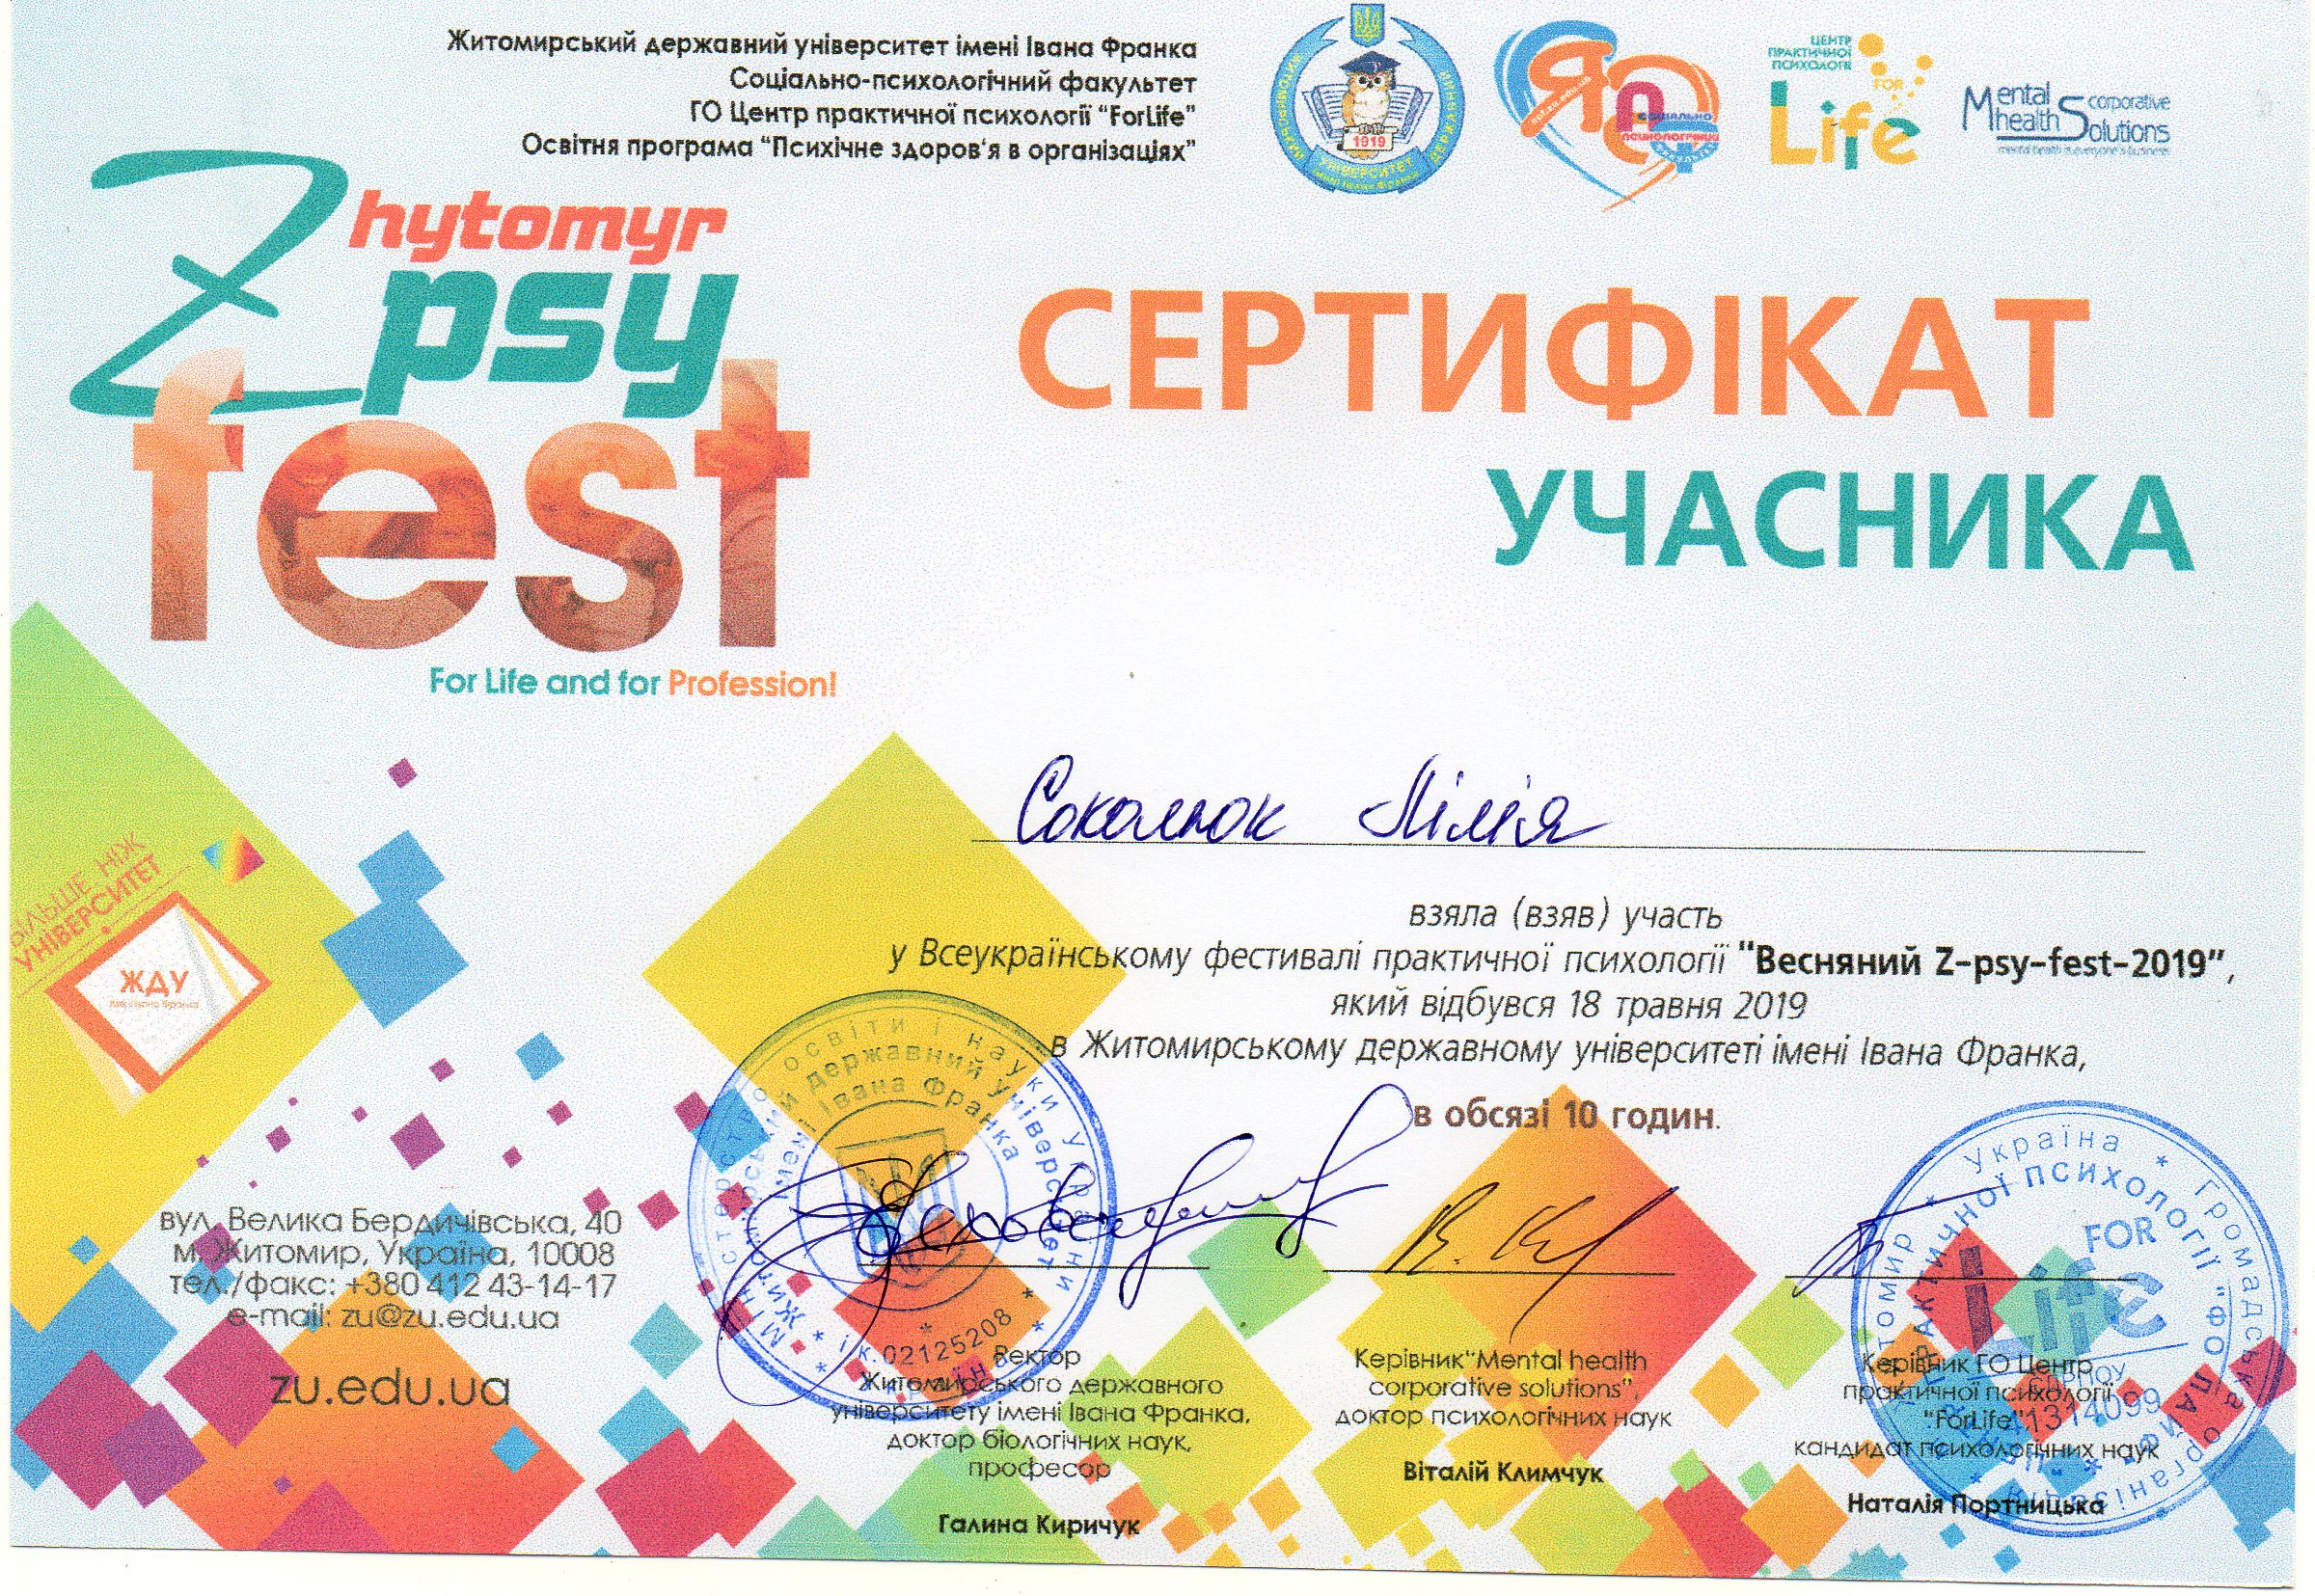 Житомирський державний університет імені Івана Франка
Соціально-психологічний факультет
ГО Центр практичної психології “ForLife”
Освітня програма “Психічне здоров'я в організаціях”
1919
УНІВЕРСИТЕТ
ЦЕНТР
ПРАКТИЧНОЇ
ПСИХОЛОГІЇ
FOR
Life
Mental
health
corporative
Solutions
mental health is everyone's business
Zhytomyr
psy
fest
For Life and for Profession!
СЕРТИФІКАТ
УЧАСНИКА
Соколюк Лілія
взяла (взяв) участь
у Всеукраїнському фестивалі практичної психології "Весняний Z-psy-fest-2019”,
який відбувся 18 травня 2019
в Житомирському державному університеті імені Івана Франка,
в обсязі 10 годин.
БІЛЬШЕ НІЖ
УНІВЕРСИТЕТ
ЖДУ
імені Івана Франка
вул. Велика Бердичівська, 40
м. Житомир, Україна, 10008
тел./факс: +380 412 43-14-17
e-mail: zu@zu.edu.ua
zu.edu.ua
Міністерство освіти і науки України
Житомирський державний університет
імені Івана Франка
і.к. 02125208
Ректор
Житомирського державного
університету імені Івана Франка,
доктор біологічних наук,
професор
Галина Киричук
В. Кл
Керівник“Mental health
corporative solutions”,
доктор психологічних наук
Віталій Климчук
Україна * Громадська організація
практичної психології "ФО ЛАЙФ"
FOR
Life
Керівник ГО Центр
практичної психології
“ForLife”
кандидат психологічних наук
Наталія Портницька